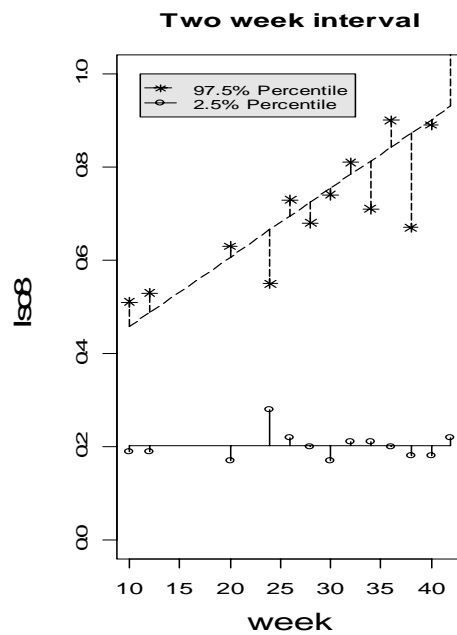 Two week interval
97.5% Percentile
2.5% Percentile
1.0
0.8
0.6
0.4
0.2
0.0
Iso8
10 15 20 25 30 35 40
week